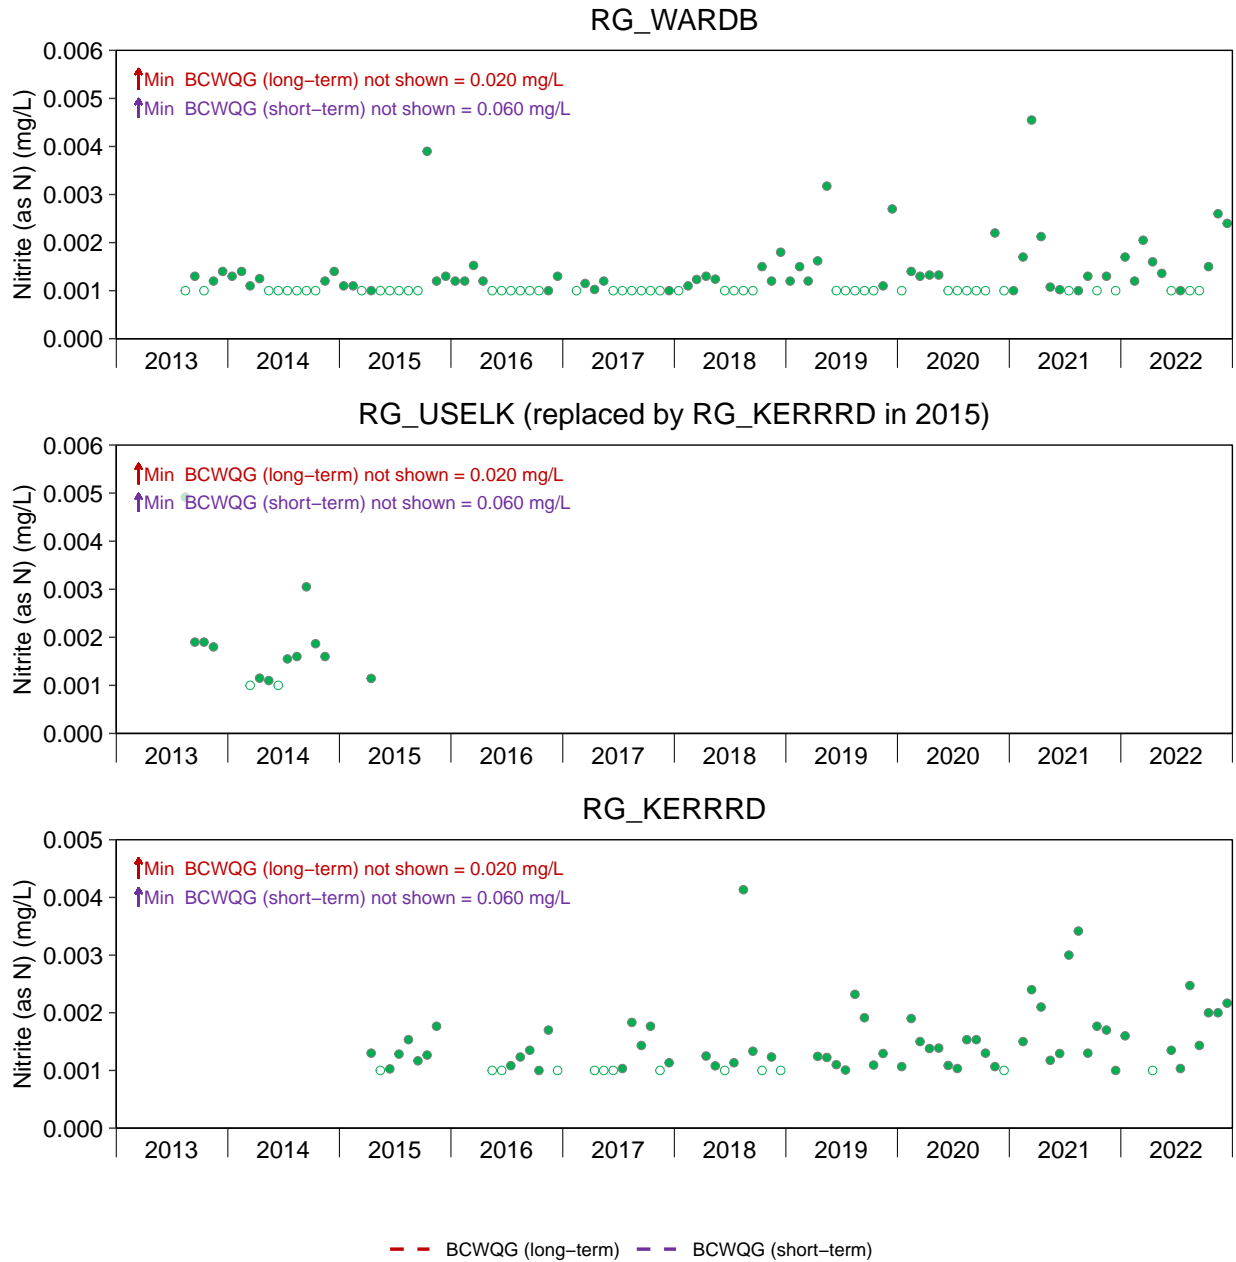 RG_WARDB
Nitrite (as N) (mg/L)
0.006
0.005
0.004
0.003
0.002
0.001
0.000
Min BCWQG (long−term) not shown = 0.020 mg/L
Min BCWQG (short−term) not shown = 0.060 mg/L
2013 2014 2015 2016 2017 2018 2019 2020 2021 2022
RG_USELK (replaced by RG_KERRRD in 2015)
Nitrite (as N) (mg/L)
0.006
0.005
0.004
0.003
0.002
0.001
0.000
Min BCWQG (long−term) not shown = 0.020 mg/L
Min BCWQG (short−term) not shown = 0.060 mg/L
2013 2014 2015 2016 2017 2018 2019 2020 2021 2022
RG_KERRRD
Nitrite (as N) (mg/L)
0.005
0.004
0.003
0.002
0.001
0.000
Min BCWQG (long−term) not shown = 0.020 mg/L
Min BCWQG (short−term) not shown = 0.060 mg/L
2013 2014 2015 2016 2017 2018 2019 2020 2021 2022
BCWQG (long−term) BCWQG (short−term)